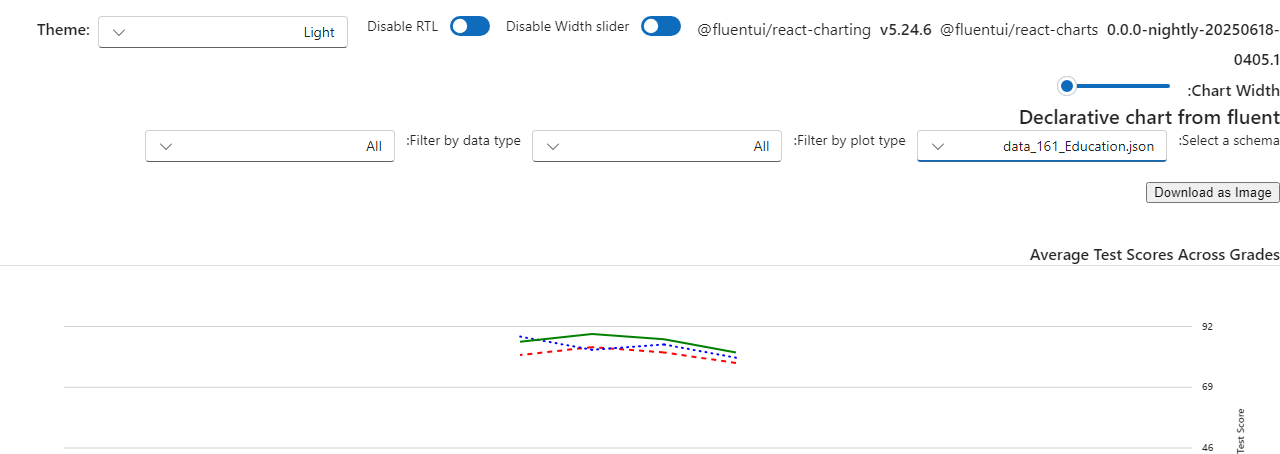 Theme: Light Disable RTL Disable Width slider @fluentui/react-charting v5.24.6 @fluentui/react-charts 0.0.0-nightly-20250618-
0405.1
:Chart Width
Declarative chart from fluent
:Select a schema data_161_Education.json :Filter by plot type All :Filter by data type All
Download as Image
Average Test Scores Across Grades
92
69
46
Test Score